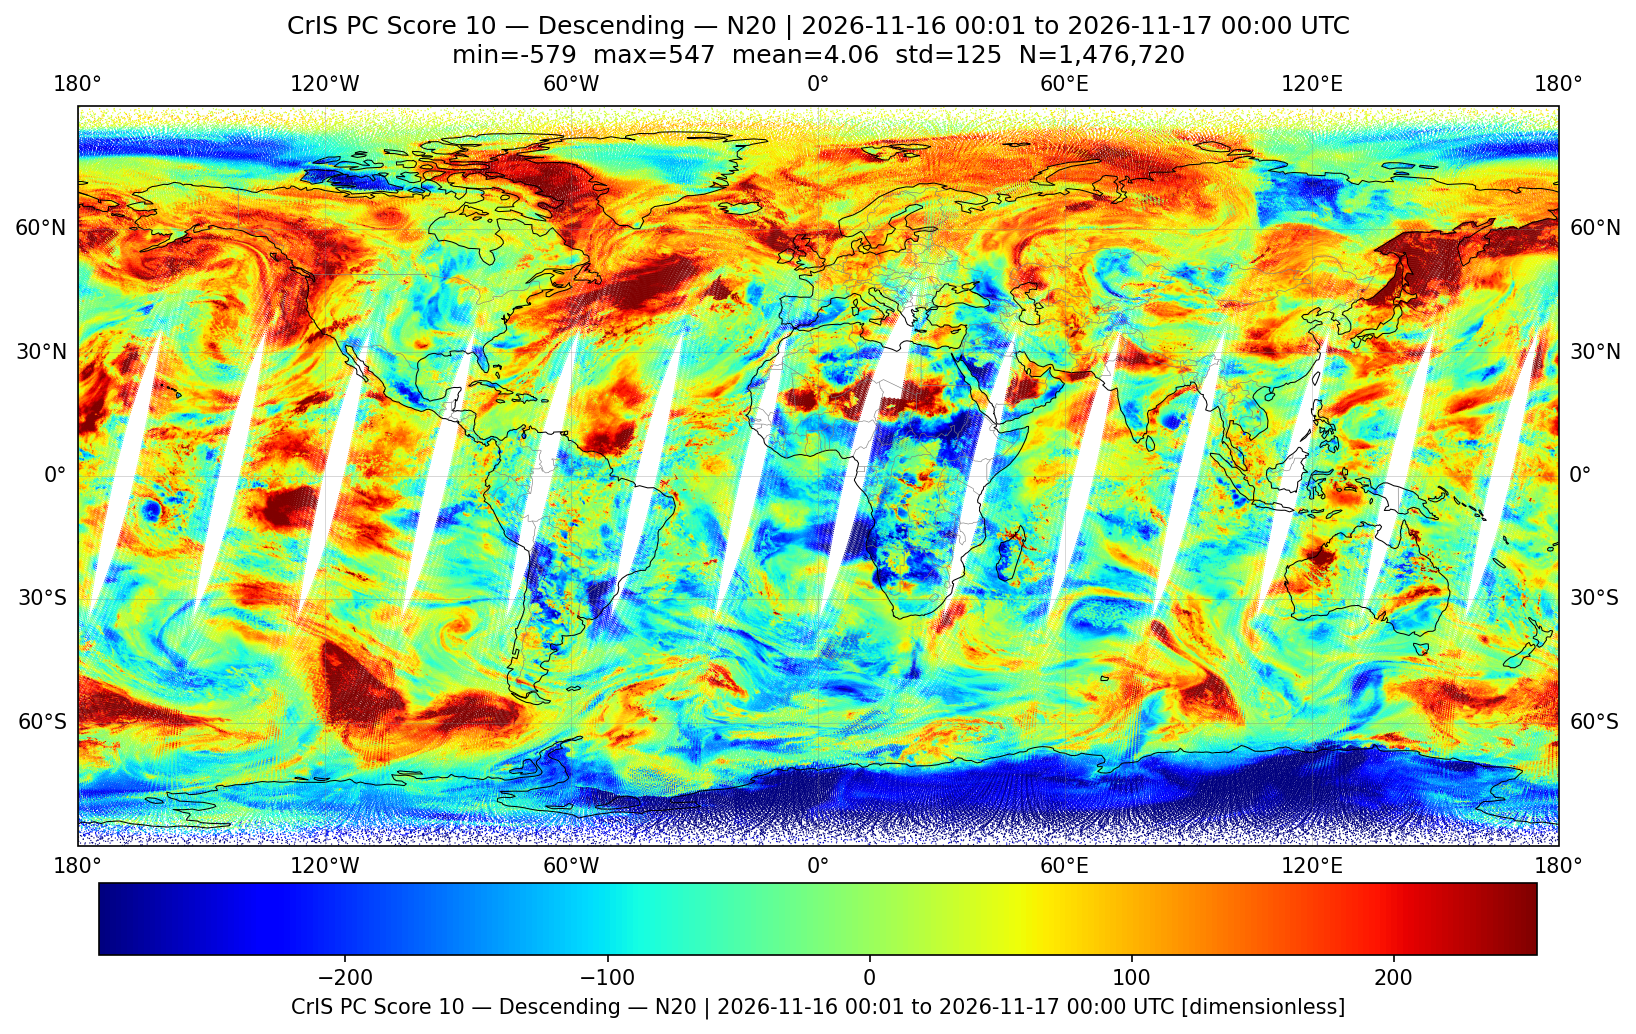 CrIS PC Score 10 — Descending — N20 | 2026-11-16 00:01 to 2026-11-17 00:00 UTC
min=-579 max=547 mean=4.06 std=125 N=1,476,720
180° 120°W 60°W 0° 60°E 120°E 180°
60°N 60°N
30°N 30°N
0° 0°
30°S 30°S
60°S 60°S
180° 120°W 60°W 0° 60°E 120°E 180°
−200 −100 0 100 200
CrIS PC Score 10 — Descending — N20 | 2026-11-16 00:01 to 2026-11-17 00:00 UTC [dimensionless]